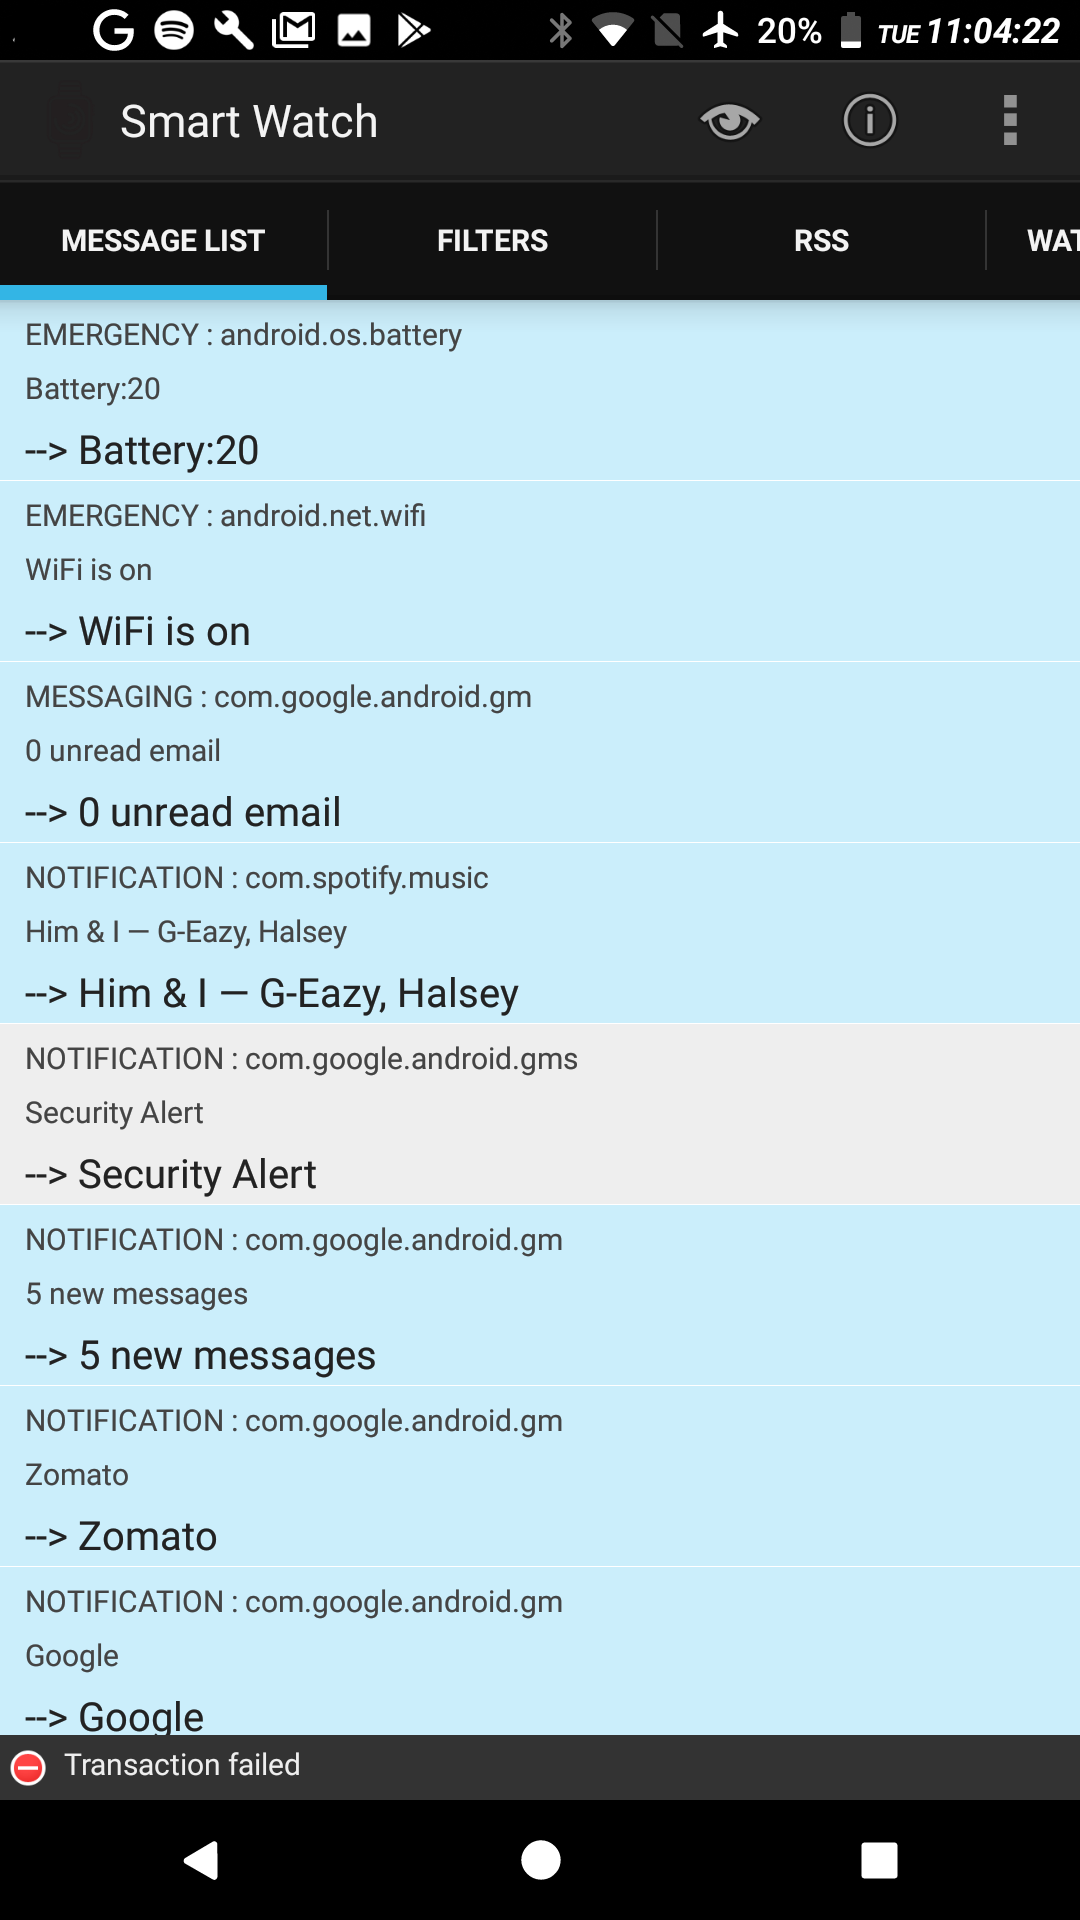 20% TUE 11:04:22
Smart Watch
MESSAGE LIST FILTERS RSS WAT
EMERGENCY : android.os.battery
Battery:20
--> Battery:20
EMERGENCY : android.net.wifi
WiFi is on
--> WiFi is on
MESSAGING : com.google.android.gm
0 unread email
--> 0 unread email
NOTIFICATION : com.spotify.music
Him & I — G-Eazy, Halsey
--> Him & I — G-Eazy, Halsey
NOTIFICATION : com.google.android.gms
Security Alert
--> Security Alert
NOTIFICATION : com.google.android.gm
5 new messages
--> 5 new messages
NOTIFICATION : com.google.android.gm
Zomato
--> Zomato
NOTIFICATION : com.google.android.gm
Google
--> Google
Transaction failed